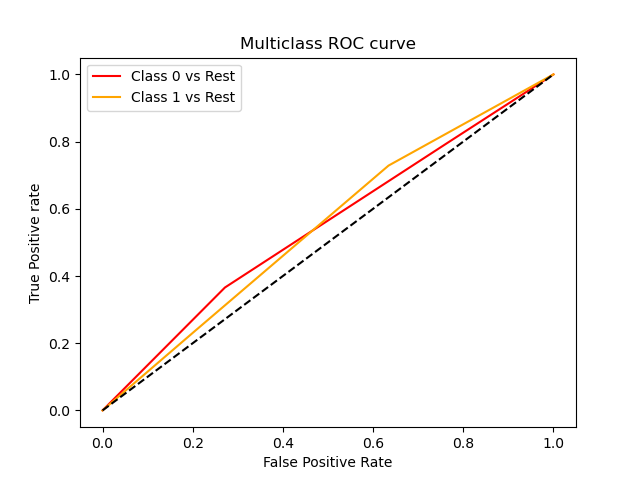 Multiclass ROC curve
Class 0 vs Rest
Class 1 vs Rest
1.0
0.8
0.6
0.4
0.2
0.0
True Positive rate
0.0 0.2 0.4 0.6 0.8 1.0
False Positive Rate